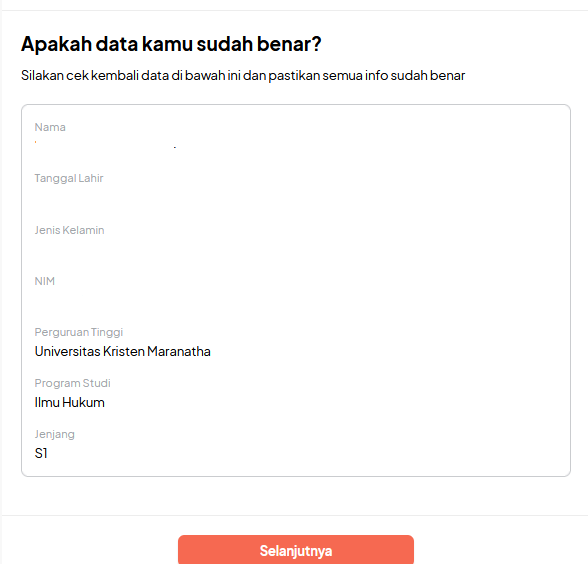 Apakah data kamu sudah benar?
Silakan cek kembali data di bawah ini dan pastikan semua info sudah benar
Nama
Tanggal Lahir
Jenis Kelamin
NIM
Perguruan Tinggi
Universitas Kristen Maranatha
Program Studi
Ilmu Hukum
Jenjang
S1
Selanjutnya